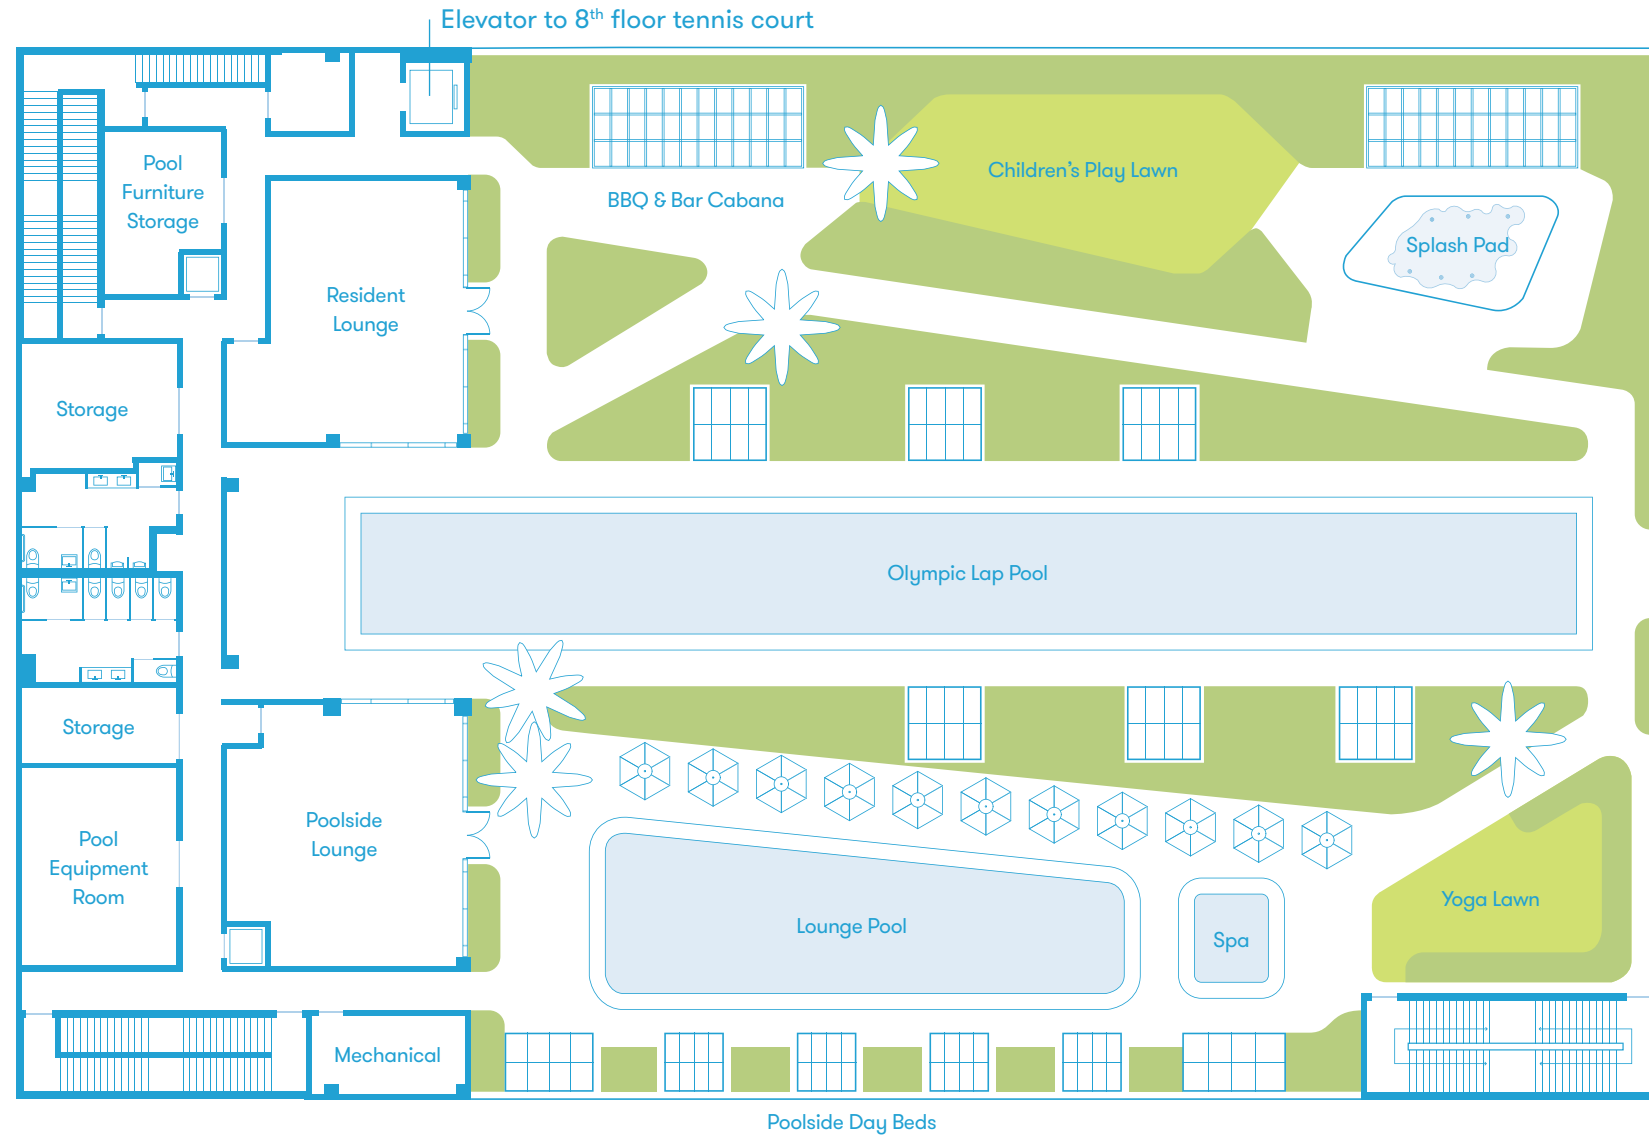 Elevator to 8th floor tennis court
Pool
Furniture
Storage
Children's Play Lawn
BBQ & Bar Cabana
Splash Pad
Resident
Lounge
Storage
Olympic Lap Pool
Storage
Poolside
Lounge
Pool
Equipment
Room
Yoga Lawn
Lounge Pool
Spa
Mechanical
Poolside Day Beds